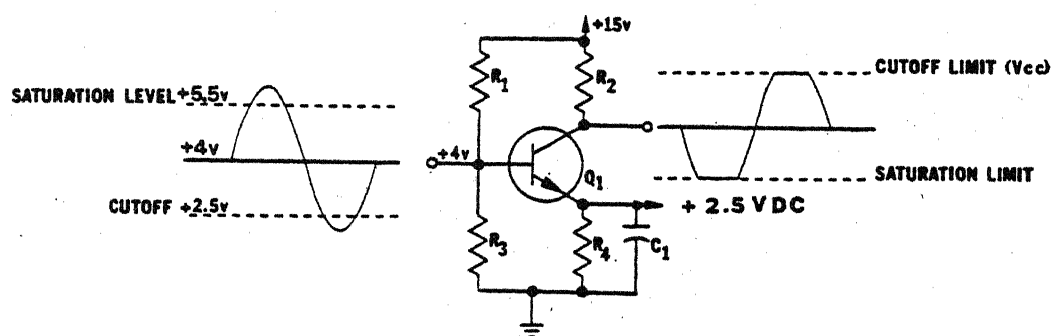 +15v
R1
R2
CUTOFF LIMIT (Vcc)
SATURATION LEVEL +5,5v
+4v
+4v
Q1
SATURATION LIMIT
CUTOFF +2.5v
+ 2.5 V DC
R3
R4
C1